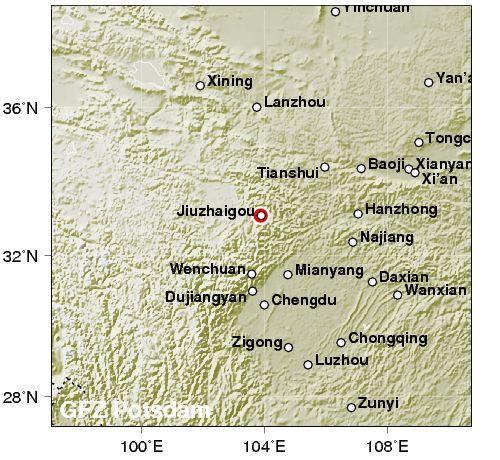 Yinchuan
Xining
Yan'a
36°N
Lanzhou
Tongc
Tianshui
Baoji
Xianyan
Xi'an
Jiuzhaigou
Hanzhong
Najiang
32°N
Wenchuan
Mianyang
Daxian
Dujiangyan
Chengdu
Wanxian
Zigong
Chongqing
Luzhou
28°N
GFZ Potsdam
Zunyi
100°E
104°E
108°E